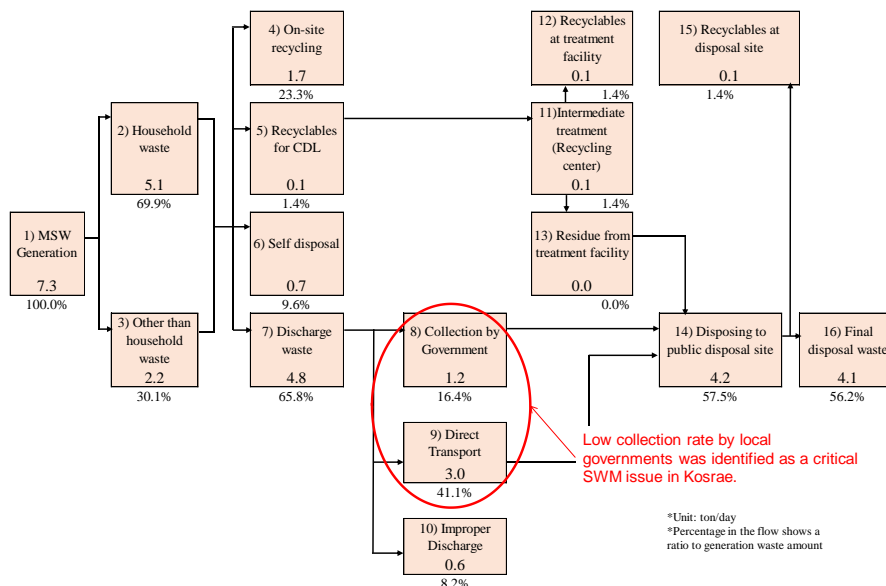 1) MSW
Generation
7.3
100.0%
2) Household
waste
5.1
69.9%
3) Other than
household
waste
2.2
30.1%
4) On-site
recycling
1.7
23.3%
5) Recyclables
for CDL
0.1
1.4%
6) Self disposal
0.7
9.6%
7) Discharge
waste
4.8
65.8%
8) Collection by
Government
1.2
16.4%
9) Direct
Transport
3.0
41.1%
10) Improper
Discharge
0.6
8.2%
11)Intermediate
treatment
(Recycling
center)
0.1
1.4%
12) Recyclables
at treatment
facility
0.1
1.4%
13) Residue from
treatment facility
0.0
0.0%
14) Disposing to
public disposal site
4.2
57.5%
15) Recyclables at
disposal site
0.1
1.4%
16) Final
disposal waste
4.1
56.2%
Low collection rate by local
governments was identified as a critical
SWM issue in Kosrae.
*Unit: ton/day
*Percentage in the flow shows a
ratio to generation waste amount